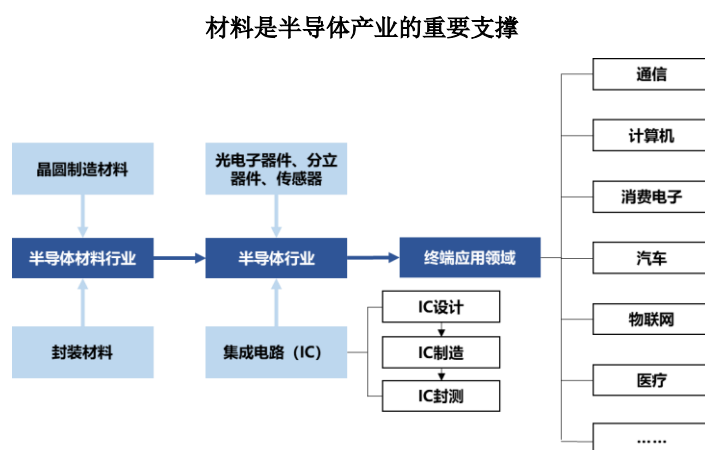 材料是半导体产业的重要支撑
晶圆制造材料
半导体材料行业
封装材料
光电子器件、分立
器件、传感器
半导体行业
集成电路（IC）
IC设计
IC制造
IC封测
终端应用领域
通信
计算机
消费电子
汽车
物联网
医疗
……